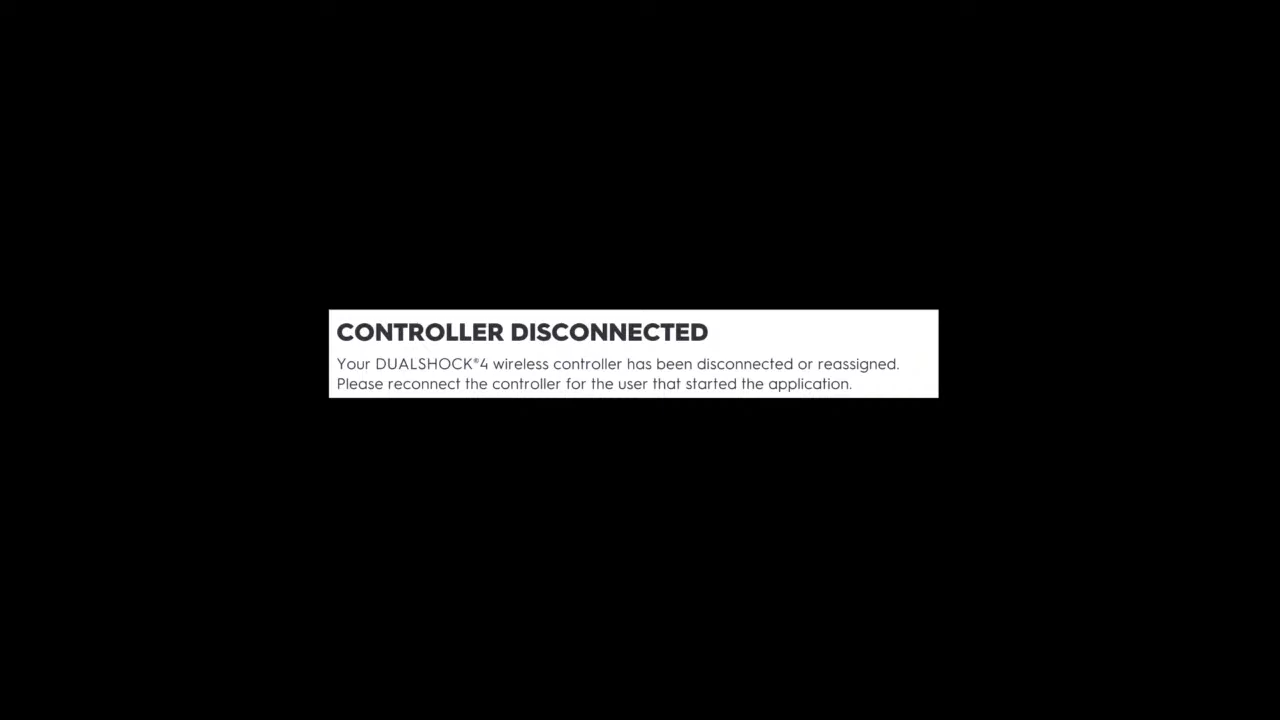 CONTROLLER DISCONNECTED
Your DUALSHOCK®4 wireless controller has been disconnected or reassigned.
Please reconnect the controller for the user that started the application.